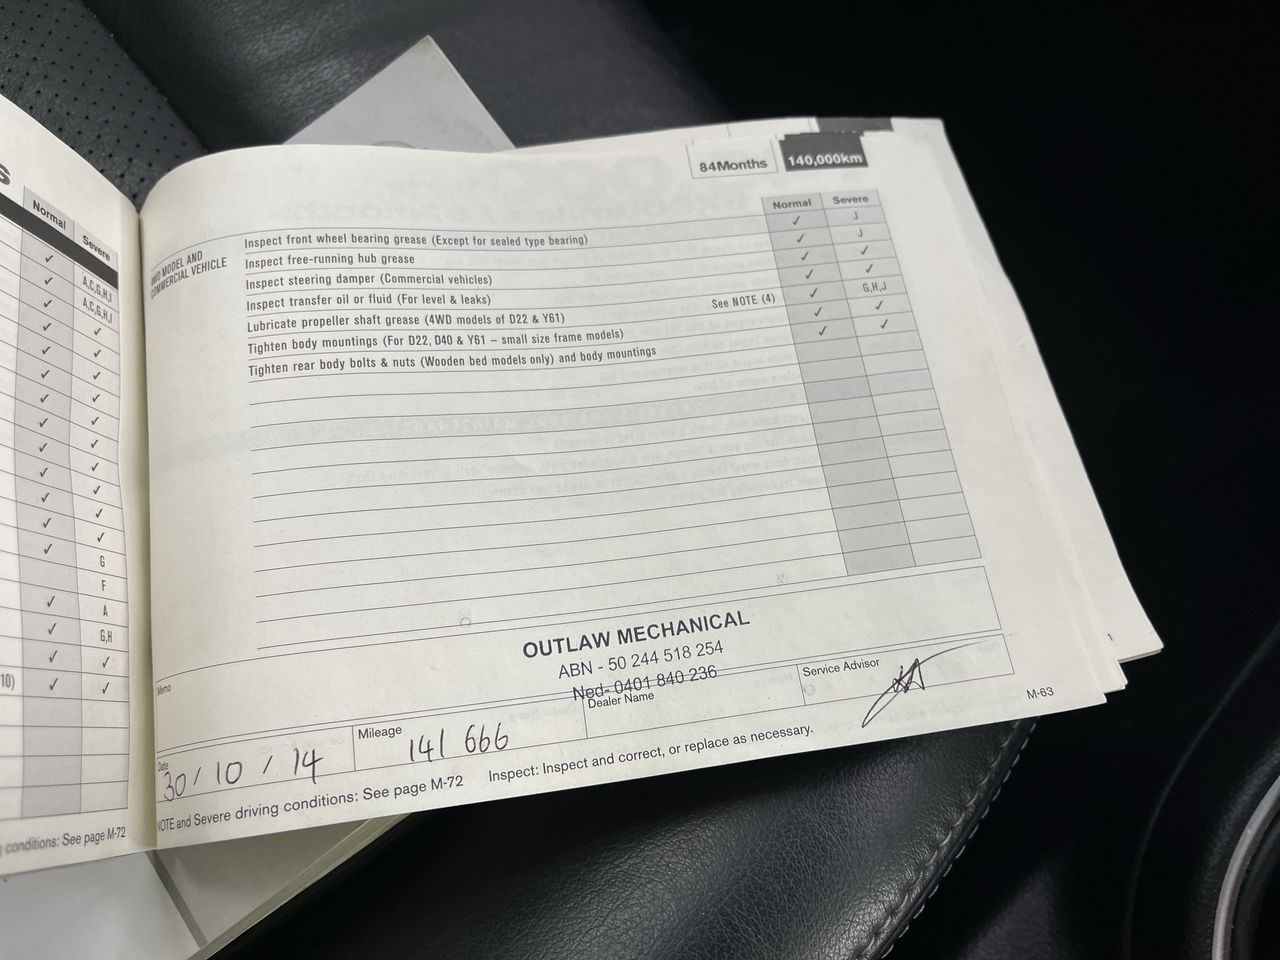 S
Normal
Severe
✓
✓ A,C,G,H,I
✓ A,C,G,H,I
✓ ✓
✓ ✓
✓ ✓
✓ ✓
✓ ✓
✓ ✓
✓ ✓
✓ ✓
✓ ✓
✓ ✓
✓ G
F
✓ A
✓ G,H
✓ ✓
10) ✓ ✓
conditions: See page M-72
84Months
140,000km
Normal Severe
4WD MODEL AND
COMMERCIAL VEHICLE
Inspect front wheel bearing grease (Except for sealed type bearing) ✓ J
Inspect free-running hub grease ✓ J
Inspect steering damper (Commercial vehicles) ✓ ✓
Inspect transfer oil or fluid (For level & leaks) ✓ ✓
Lubricate propeller shaft grease (4WD models of D22 & Y61) See NOTE (4) ✓ G,H,J
Tighten body mountings (For D22, D40 & Y61 – small size frame models) ✓ ✓
Tighten rear body bolts & nuts (Wooden bed models only) and body mountings ✓ ✓
Memo
OUTLAW MECHANICAL
ABN - 50 244 518 254
Ned- 0401 840 236
Date
30/10/14
Mileage
141 666
Dealer Name
Service Advisor
NOTE and Severe driving conditions: See page M-72 Inspect: Inspect and correct, or replace as necessary.
M-63
1